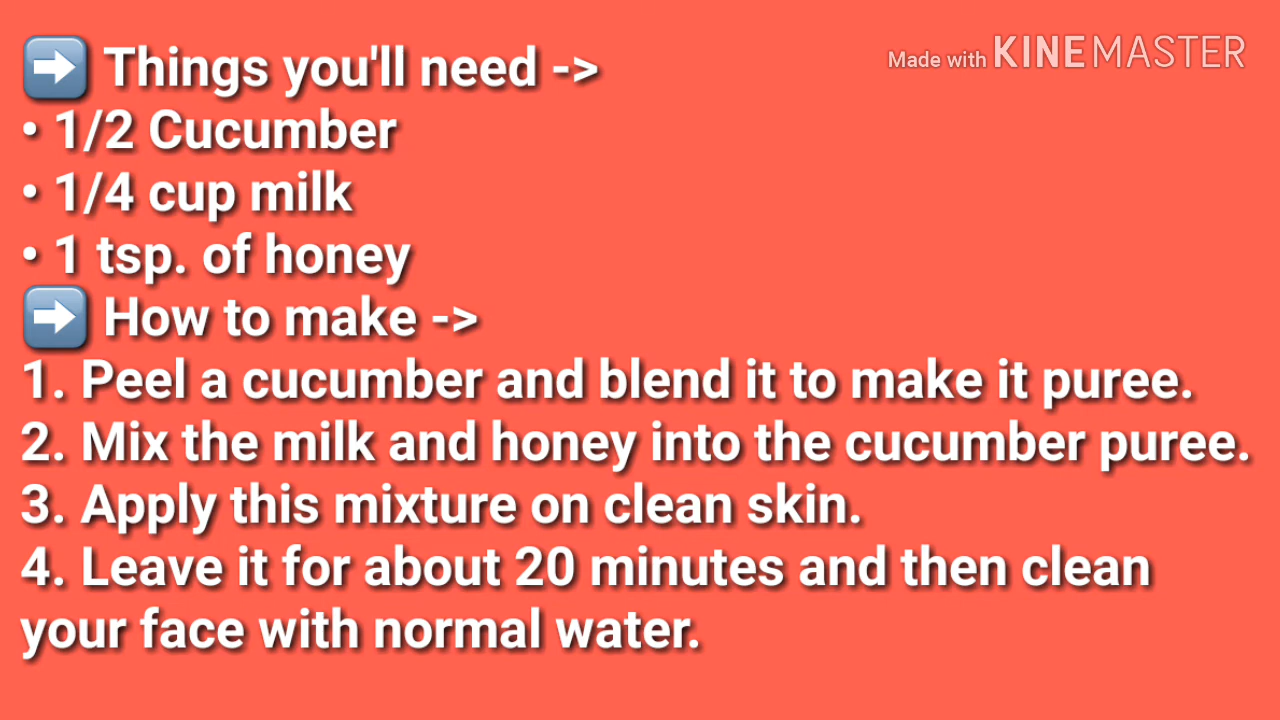 ➡️ Things you'll need ->
Made with KINEMASTER
• 1/2 Cucumber
• 1/4 cup milk
• 1 tsp. of honey
➡️ How to make ->
1. Peel a cucumber and blend it to make it puree.
2. Mix the milk and honey into the cucumber puree.
3. Apply this mixture on clean skin.
4. Leave it for about 20 minutes and then clean
your face with normal water.